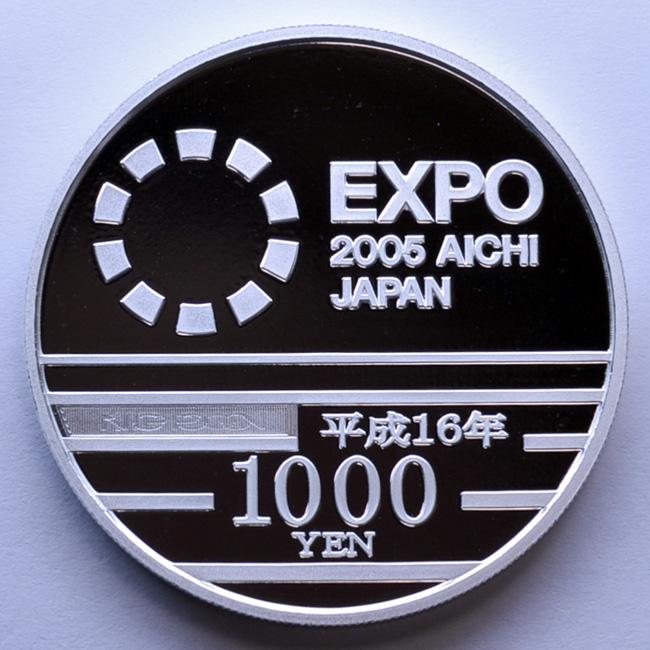 EXPO
2005 AICHI
JAPAN
平成16年
1000
YEN